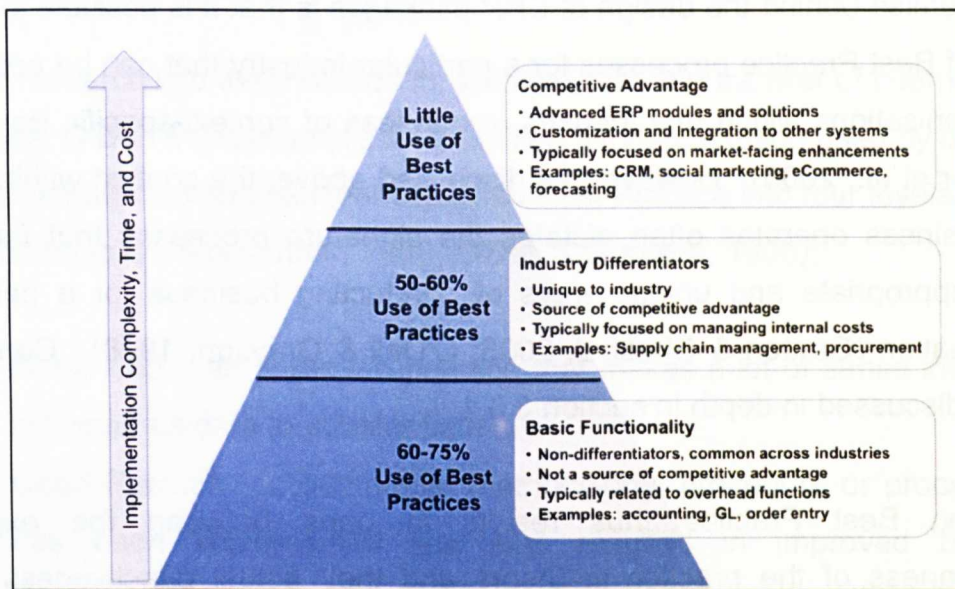 Implementation Complexity, Time, and Cost
Little
Use of
Best
Practices
Competitive Advantage
• Advanced ERP modules and solutions
• Customization and Integration to other systems
• Typically focused on market-facing enhancements
• Examples: CRM, social marketing, eCommerce,
forecasting
50-60%
Use of Best
Practices
Industry Differentiators
• Unique to industry
• Source of competitive advantage
• Typically focused on managing internal costs
• Examples: Supply chain management, procurement
60-75%
Use of Best
Practices
Basic Functionality
• Non-differentiators, common across industries
• Not a source of competitive advantage
• Typically related to overhead functions
• Examples: accounting, GL, order entry